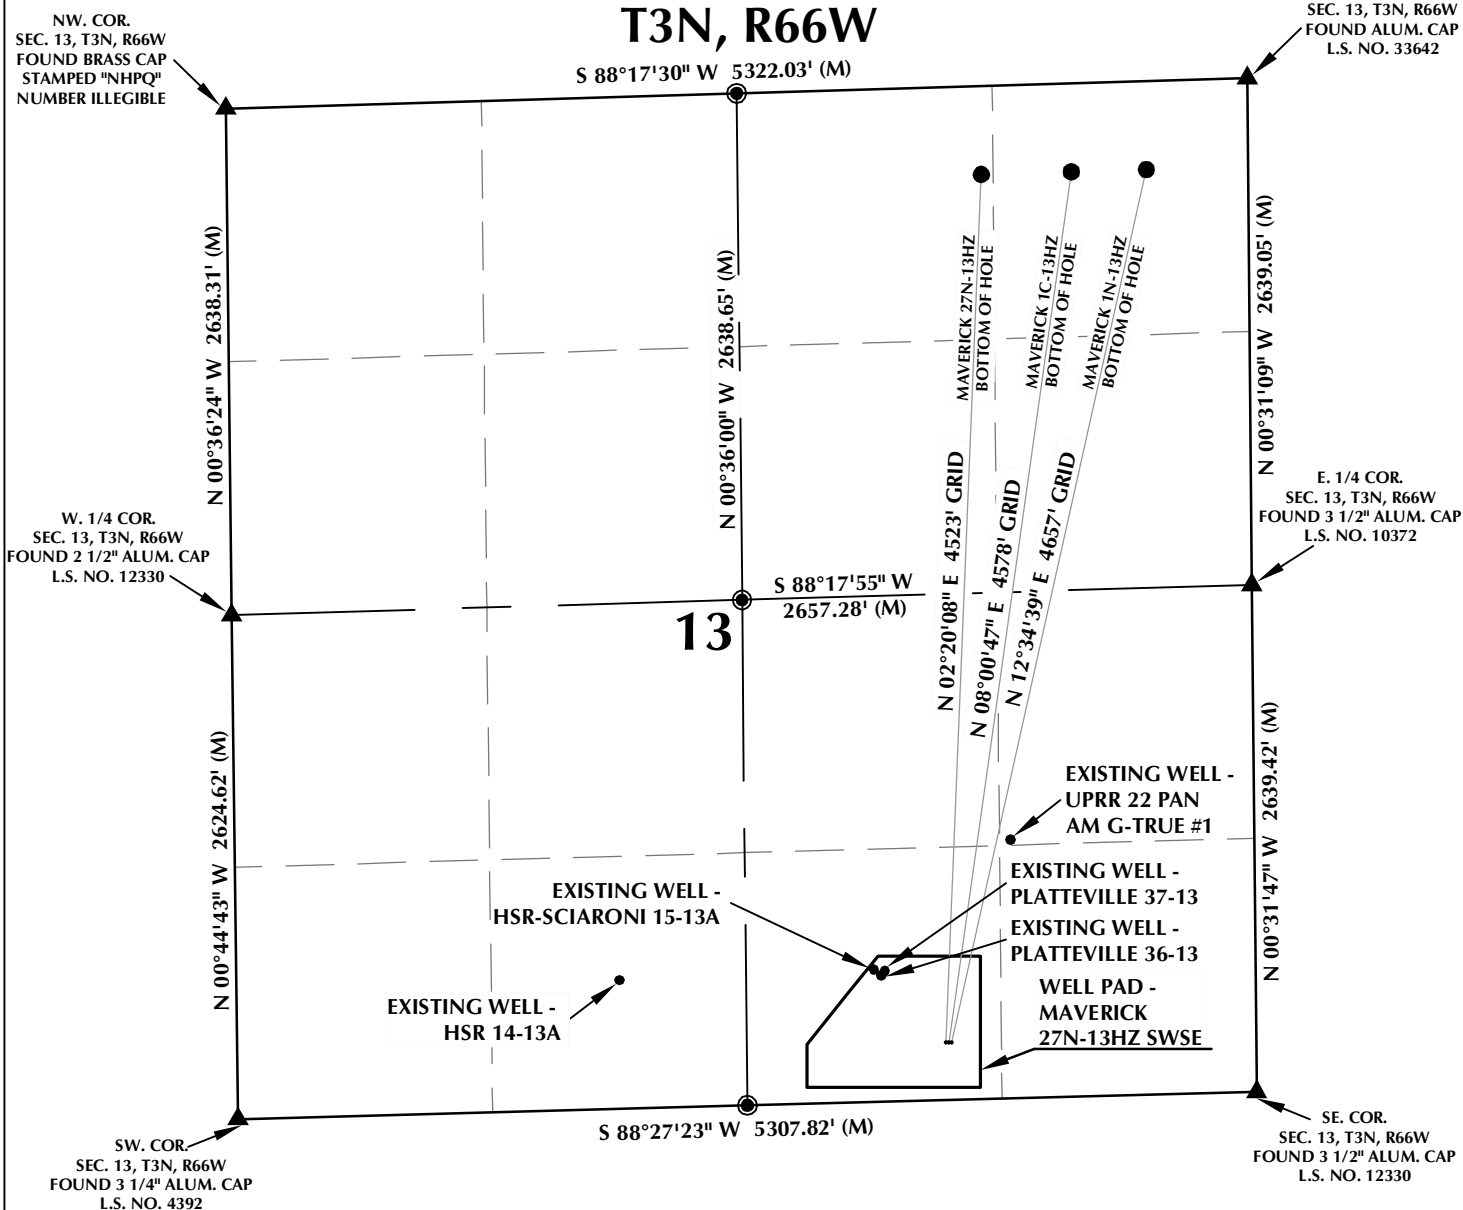 T3N, R66W
NW. COR.
SEC. 13, T3N, R66W
FOUND BRASS CAP
STAMPED "NHPQ"
NUMBER ILLEGIBLE
S 88°17'30" W 5322.03' (M)
SEC. 13, T3N, R66W
FOUND ALUM. CAP
L.S. NO. 33642
N 00°36'24" W 2638.31' (M)
N 00°36'00" W 2638.65' (M)
MAVERICK 27N-13HZ
BOTTOM OF HOLE
MAVERICK 1C-13HZ
BOTTOM OF HOLE
MAVERICK 1N-13HZ
BOTTOM OF HOLE
N 00°31'09" W 2639.05' (M)
W. 1/4 COR.
SEC. 13, T3N, R66W
FOUND 2 1/2" ALUM. CAP
L.S. NO. 12330
E. 1/4 COR.
SEC. 13, T3N, R66W
FOUND 3 1/2" ALUM. CAP
L.S. NO. 10372
S 88°17'55" W
2657.28' (M)
13
N 02°20'08" E 4523' GRID
N 08°00'47" E 4578' GRID
N 12°34'39" E 4657' GRID
N 00°44'43" W 2624.62' (M)
N 00°31'47" W 2639.42' (M)
EXISTING WELL -
UPRR 22 PAN
AM G-TRUE #1
EXISTING WELL -
HSR-SCIARONI 15-13A
EXISTING WELL -
PLATTEVILLE 37-13
EXISTING WELL -
PLATTEVILLE 36-13
EXISTING WELL -
HSR 14-13A
WELL PAD -
MAVERICK
27N-13HZ SWSE
S 88°27'23" W 5307.82' (M)
SW. COR.
SEC. 13, T3N, R66W
FOUND 3 1/4" ALUM. CAP
L.S. NO. 4392
SE. COR.
SEC. 13, T3N, R66W
FOUND 3 1/2" ALUM. CAP
L.S. NO. 12330